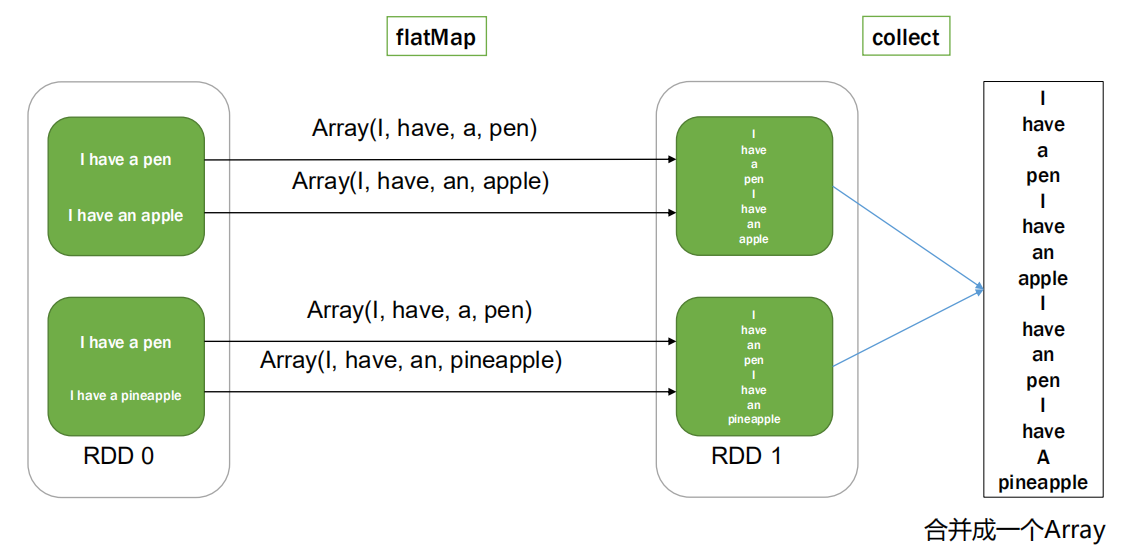 flatMap
collect
I have a pen
I have an apple
Array(I, have, a, pen)
Array(I, have, an, apple)
I
have
a
pen
I
have
an
apple
I have a pen
I have a pineapple
Array(I, have, a, pen)
Array(I, have, an, pineapple)
I
have
an
pen
I
have
an
pineapple
RDD 0
RDD 1
I
have
a
pen
I
have
an
apple
I
have
an
pen
I
have
A
pineapple
合并成一个Array